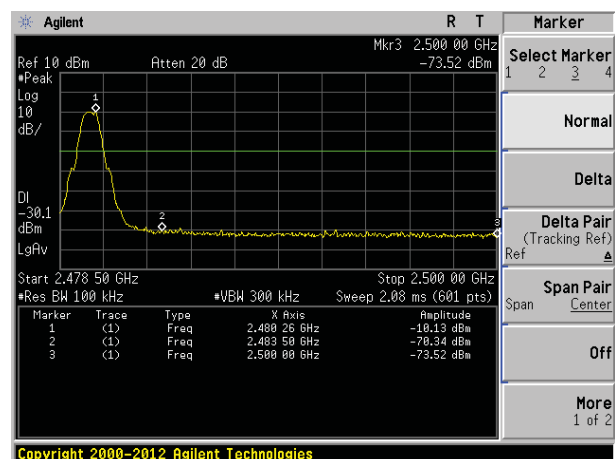 Agilent R T Marker
Mkr3 2.500 00 GHz
Ref 10 dBm Atten 20 dB -73.52 dBm
#Peak
Log
10
dB/
DI
-30.1
dBm
LgAv
1
2
3
Start 2.478 50 GHz Stop 2.500 00 GHz
#Res BW 100 kHz #VBW 300 kHz Sweep 2.08 ms (601 pts)
Marker Trace Type X Axis Amplitude
1 (1) Freq 2.480 26 GHz -10.13 dBm
2 (1) Freq 2.483 50 GHz -70.34 dBm
3 (1) Freq 2.500 00 GHz -73.52 dBm
Copyright 2000-2012 Agilent Technologies
Select Marker
1 2 3 4
Normal
Delta
Delta Pair
(Tracking Ref)
Ref Δ
Span Pair
Span Center
Off
More
1 of 2